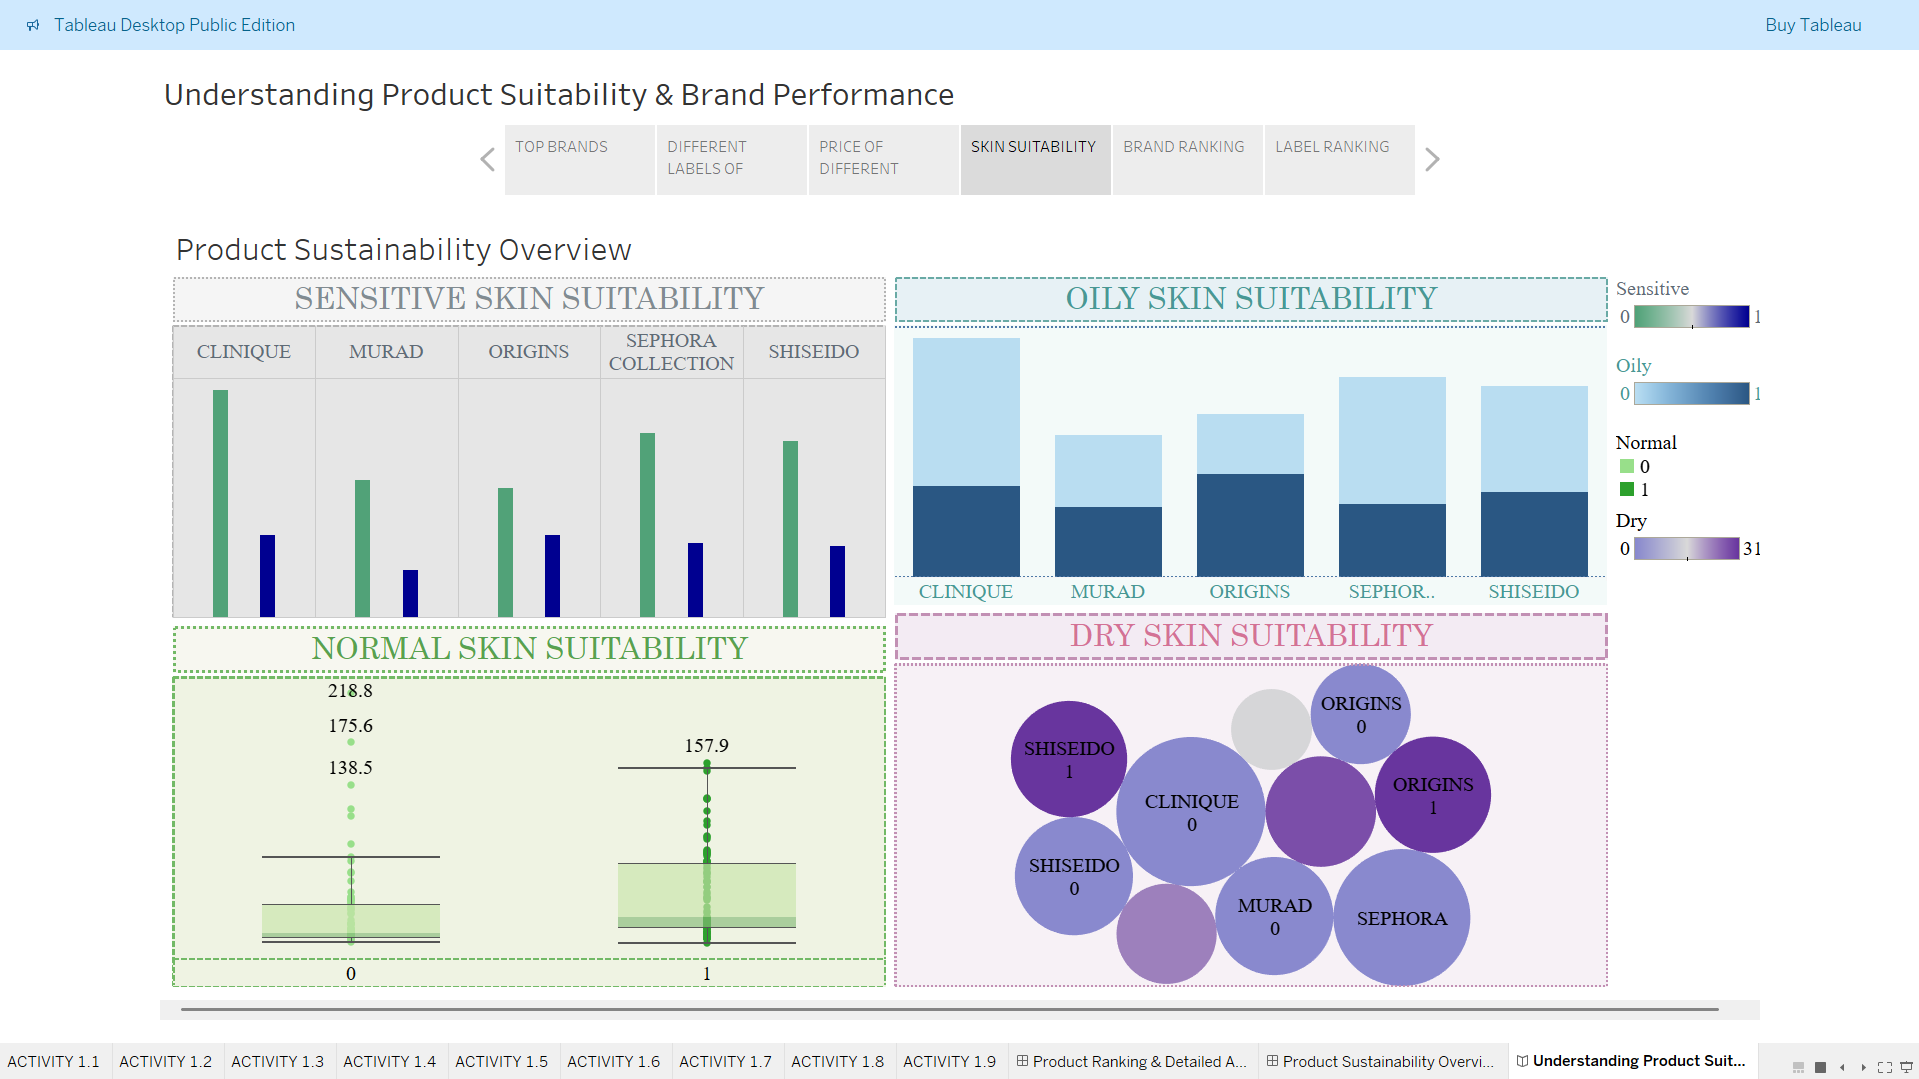 Tableau Desktop Public Edition
Buy Tableau
Understanding Product Suitability & Brand Performance
TOP BRANDS
DIFFERENT
LABELS OF
PRICE OF
DIFFERENT
SKIN SUITABILITY
BRAND RANKING
LABEL RANKING
Product Sustainability Overview
SENSITIVE SKIN SUITABILITY
CLINIQUE
MURAD
ORIGINS
SEPHORA
COLLECTION
SHISEIDO
OILY SKIN SUITABILITY
CLINIQUE
MURAD
ORIGINS
SEPHOR..
SHISEIDO
Sensitive
0 1
Oily
0 1
Normal
0
1
Dry
0 31
NORMAL SKIN SUITABILITY
218.8
175.6
138.5
157.9
0
1
DRY SKIN SUITABILITY
ORIGINS
0
SHISEIDO
1
ORIGINS
1
CLINIQUE
0
SHISEIDO
0
MURAD
0
SEPHORA
ACTIVITY 1.1
ACTIVITY 1.2
ACTIVITY 1.3
ACTIVITY 1.4
ACTIVITY 1.5
ACTIVITY 1.6
ACTIVITY 1.7
ACTIVITY 1.8
ACTIVITY 1.9
Product Ranking & Detailed A...
Product Sustainability Overvi...
Understanding Product Suit...